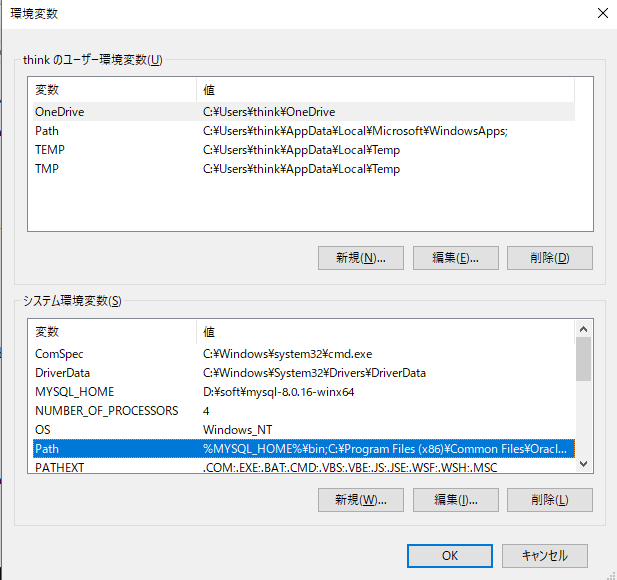 環境変数
think のユーザー環境変数(U)
変数 値
OneDrive C:¥Users¥think¥OneDrive
Path C:¥Users¥think¥AppData¥Local¥Microsoft¥WindowsApps;
TEMP C:¥Users¥think¥AppData¥Local¥Temp
TMP C:¥Users¥think¥AppData¥Local¥Temp
新規(N)... 編集(E)... 削除(D)
システム環境変数(S)
変数 値
ComSpec C:¥Windows¥system32¥cmd.exe
DriverData C:¥Windows¥System32¥Drivers¥DriverData
MYSQL_HOME D:¥soft¥mysql-8.0.16-winx64
NUMBER_OF_PROCESSORS 4
OS Windows_NT
Path %MYSQL_HOME%¥bin;C:¥Program Files (x86)¥Common Files¥Oracl...
PATHEXT .COM;.EXE;.BAT;.CMD;.VBS;.VBE;.JS;.JSE;.WSF;.WSH;.MSC
新規(W)... 編集(I)... 削除(L)
OK キャンセル